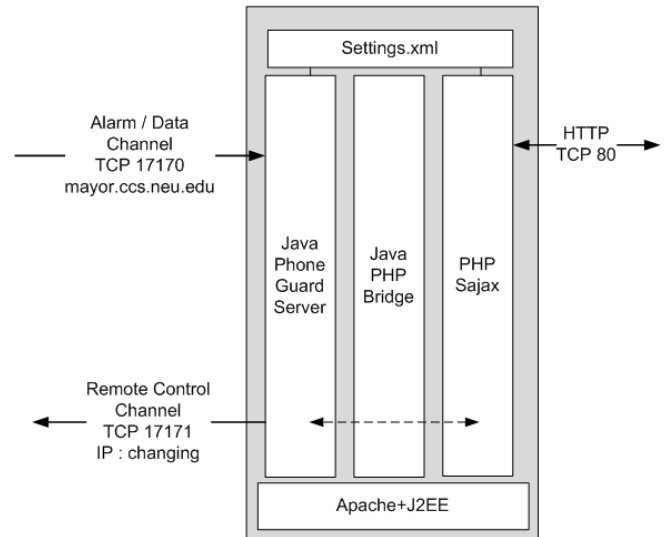 Settings.xml
Alarm / Data
Channel
TCP 17170
mayor.ccs.neu.edu
HTTP
TCP 80
Java
Phone
Guard
Server
Java
PHP
Bridge
PHP
Sajax
Remote Control
Channel
TCP 17171
IP : changing
Apache+J2EE